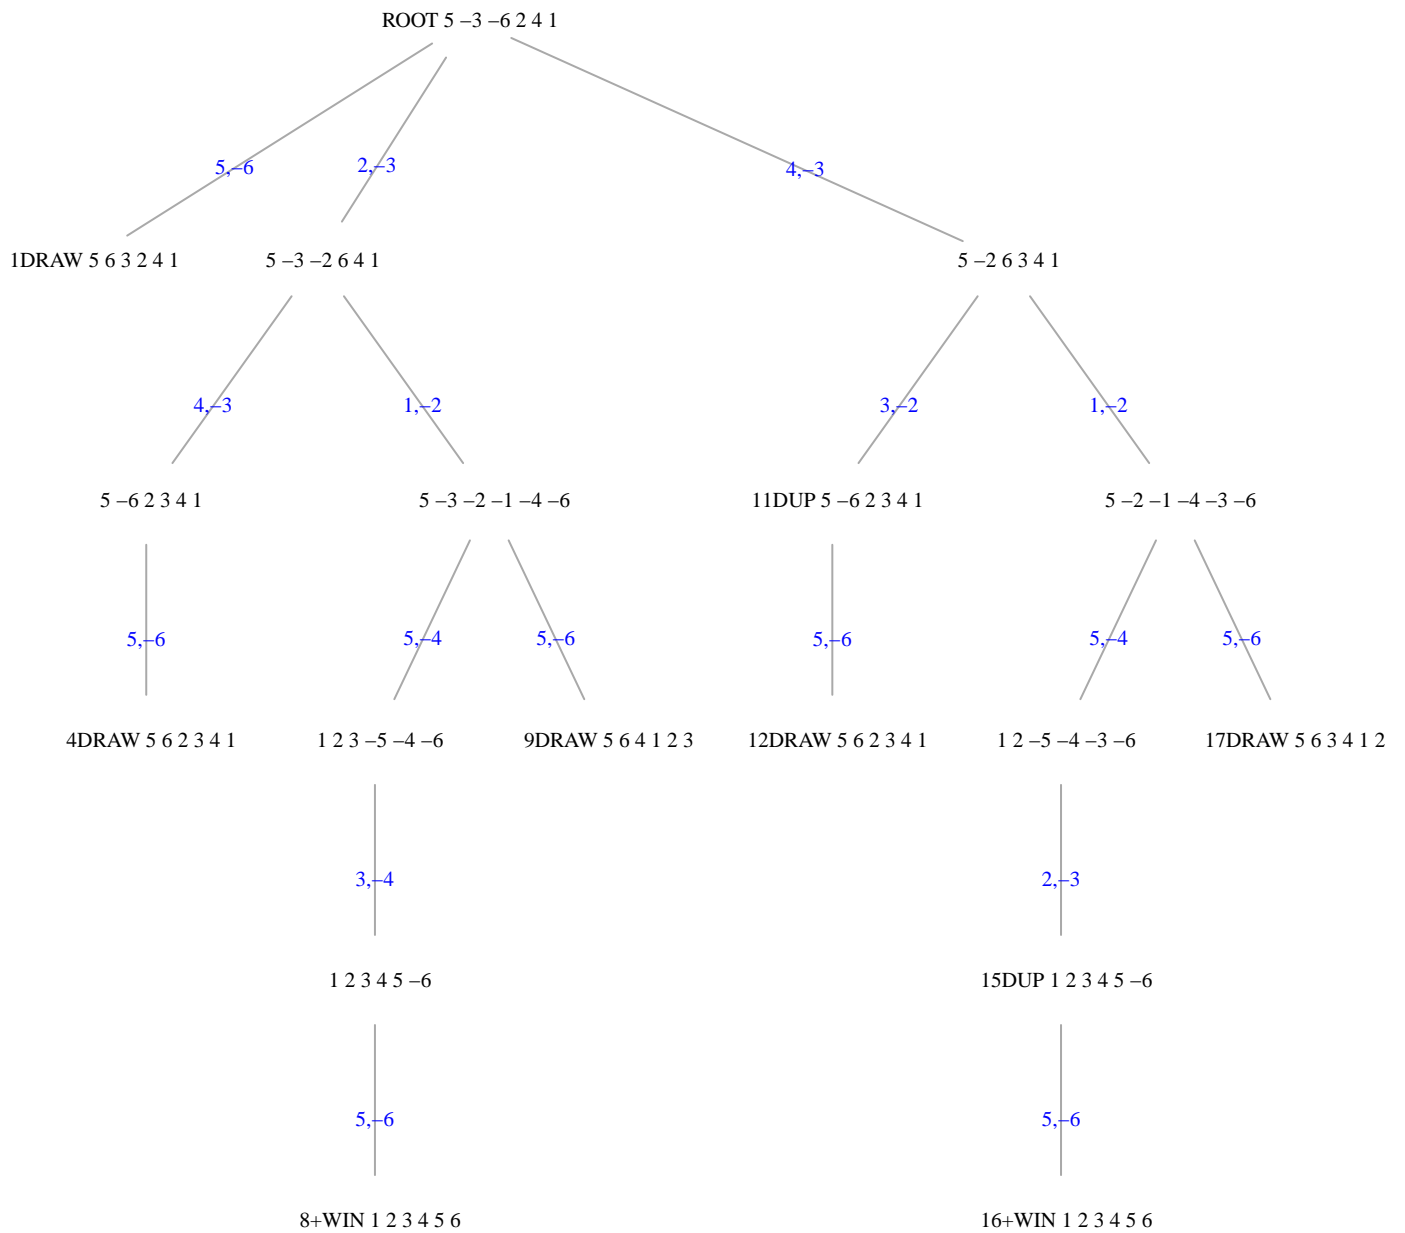 ROOT 5 –3 –6 2 4 1
5,–6
2,–3
4,–3
1DRAW 5 6 3 2 4 1
5 –3 –2 6 4 1
5 –2 6 3 4 1
4,–3
1,–2
3,–2
1,–2
5 –6 2 3 4 1
5 –3 –2 –1 –4 –6
11DUP 5 –6 2 3 4 1
5 –2 –1 –4 –3 –6
5,–6
5,–4
5,–6
5,–6
5,–4
5,–6
4DRAW 5 6 2 3 4 1
1 2 3 –5 –4 –6
9DRAW 5 6 4 1 2 3
12DRAW 5 6 2 3 4 1
1 2 –5 –4 –3 –6
17DRAW 5 6 3 4 1 2
3,–4
2,–3
1 2 3 4 5 –6
15DUP 1 2 3 4 5 –6
5,–6
5,–6
8+WIN 1 2 3 4 5 6
16+WIN 1 2 3 4 5 6